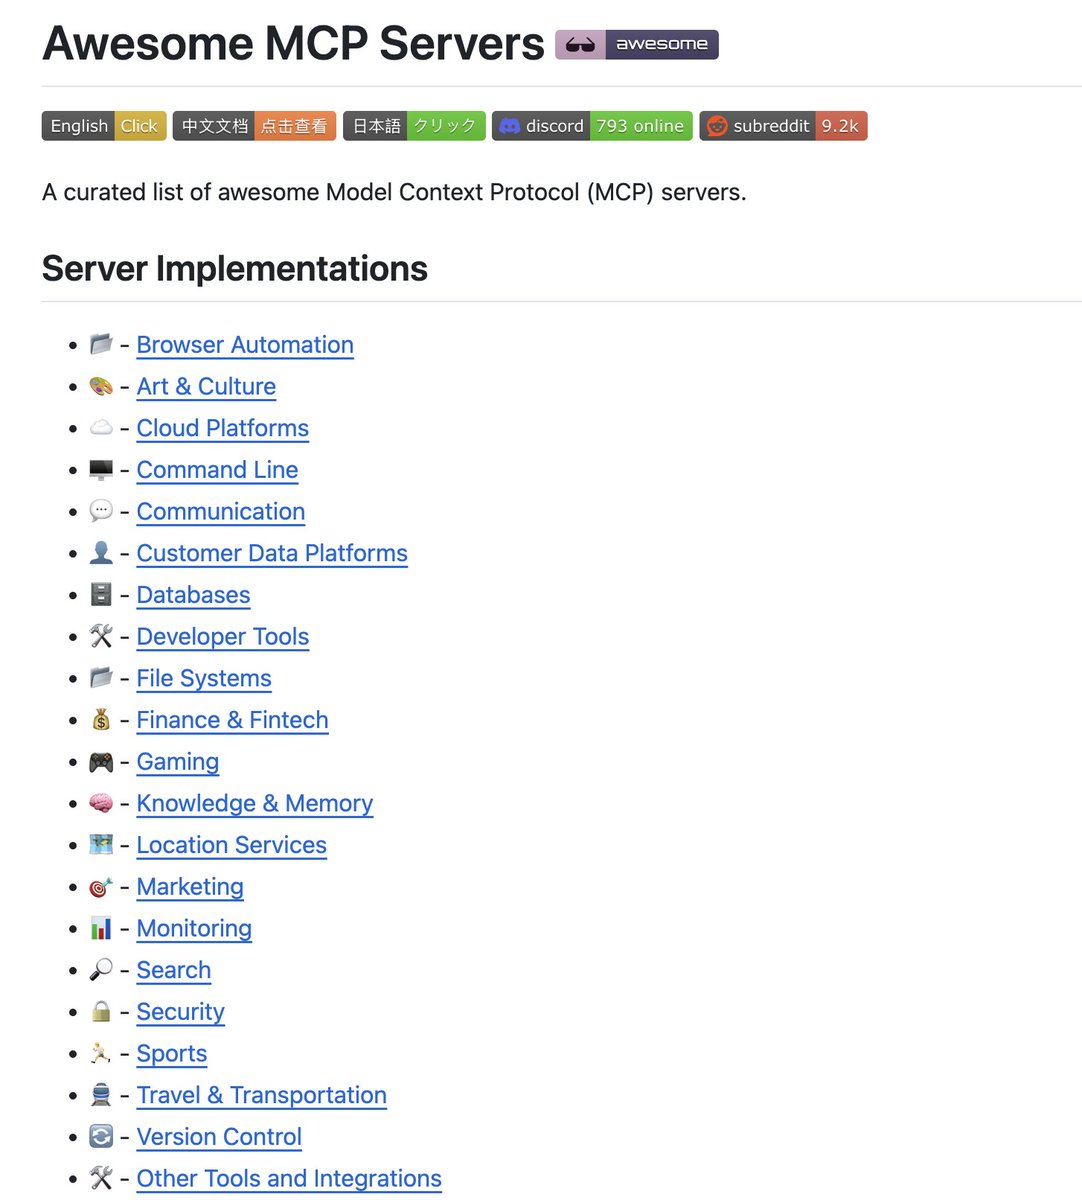 Awesome MCP Servers awesome
English Click 中文文档 点击查看 日本語 クリック discord 793 online subreddit 9.2k
A curated list of awesome Model Context Protocol (MCP) servers.
Server Implementations
• 📂 - Browser Automation
• 🎨 - Art & Culture
• ☁️ - Cloud Platforms
• 🖥️ - Command Line
• 💬 - Communication
• 👤 - Customer Data Platforms
• 🗄️ - Databases
• 🛠️ - Developer Tools
• 📂 - File Systems
• 💰 - Finance & Fintech
• 🎮 - Gaming
• 🧠 - Knowledge & Memory
• 🗺️ - Location Services
• 🎯 - Marketing
• 📊 - Monitoring
• 🔎 - Search
• 🔒 - Security
• 🏃 - Sports
• 🚆 - Travel & Transportation
• 🔄 - Version Control
• 🛠️ - Other Tools and Integrations